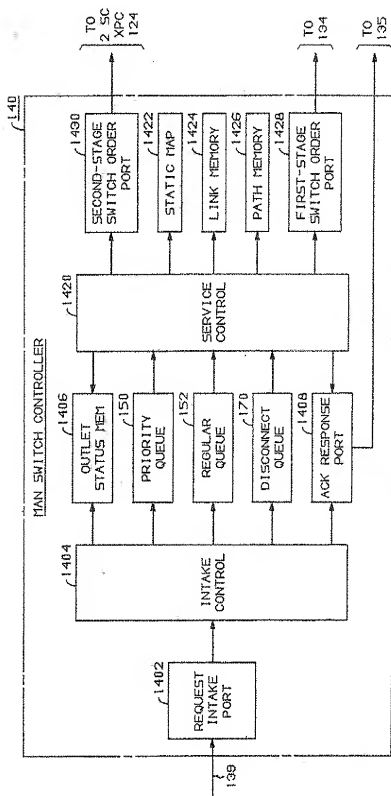 140
MAN SWITCH CONTROLLER
139
1402
REQUEST
INTAKE
PORT
1404
INTAKE CONTROL
1406
OUTLET
STATUS MEM
150
PRIORITY
QUEUE
152
REGULAR
QUEUE
170
DISCONNECT
QUEUE
1408
ACK RESPONSE
PORT
1420
SERVICE
CONTROL
1430
SECOND-STAGE
SWITCH ORDER
PORT
1422
STATIC MAP
1424
LINK MEMORY
1426
PATH MEMORY
1428
FIRST-STAGE
SWITCH ORDER
PORT
TO
2 SC
XPC
124
TO
134
TO
135